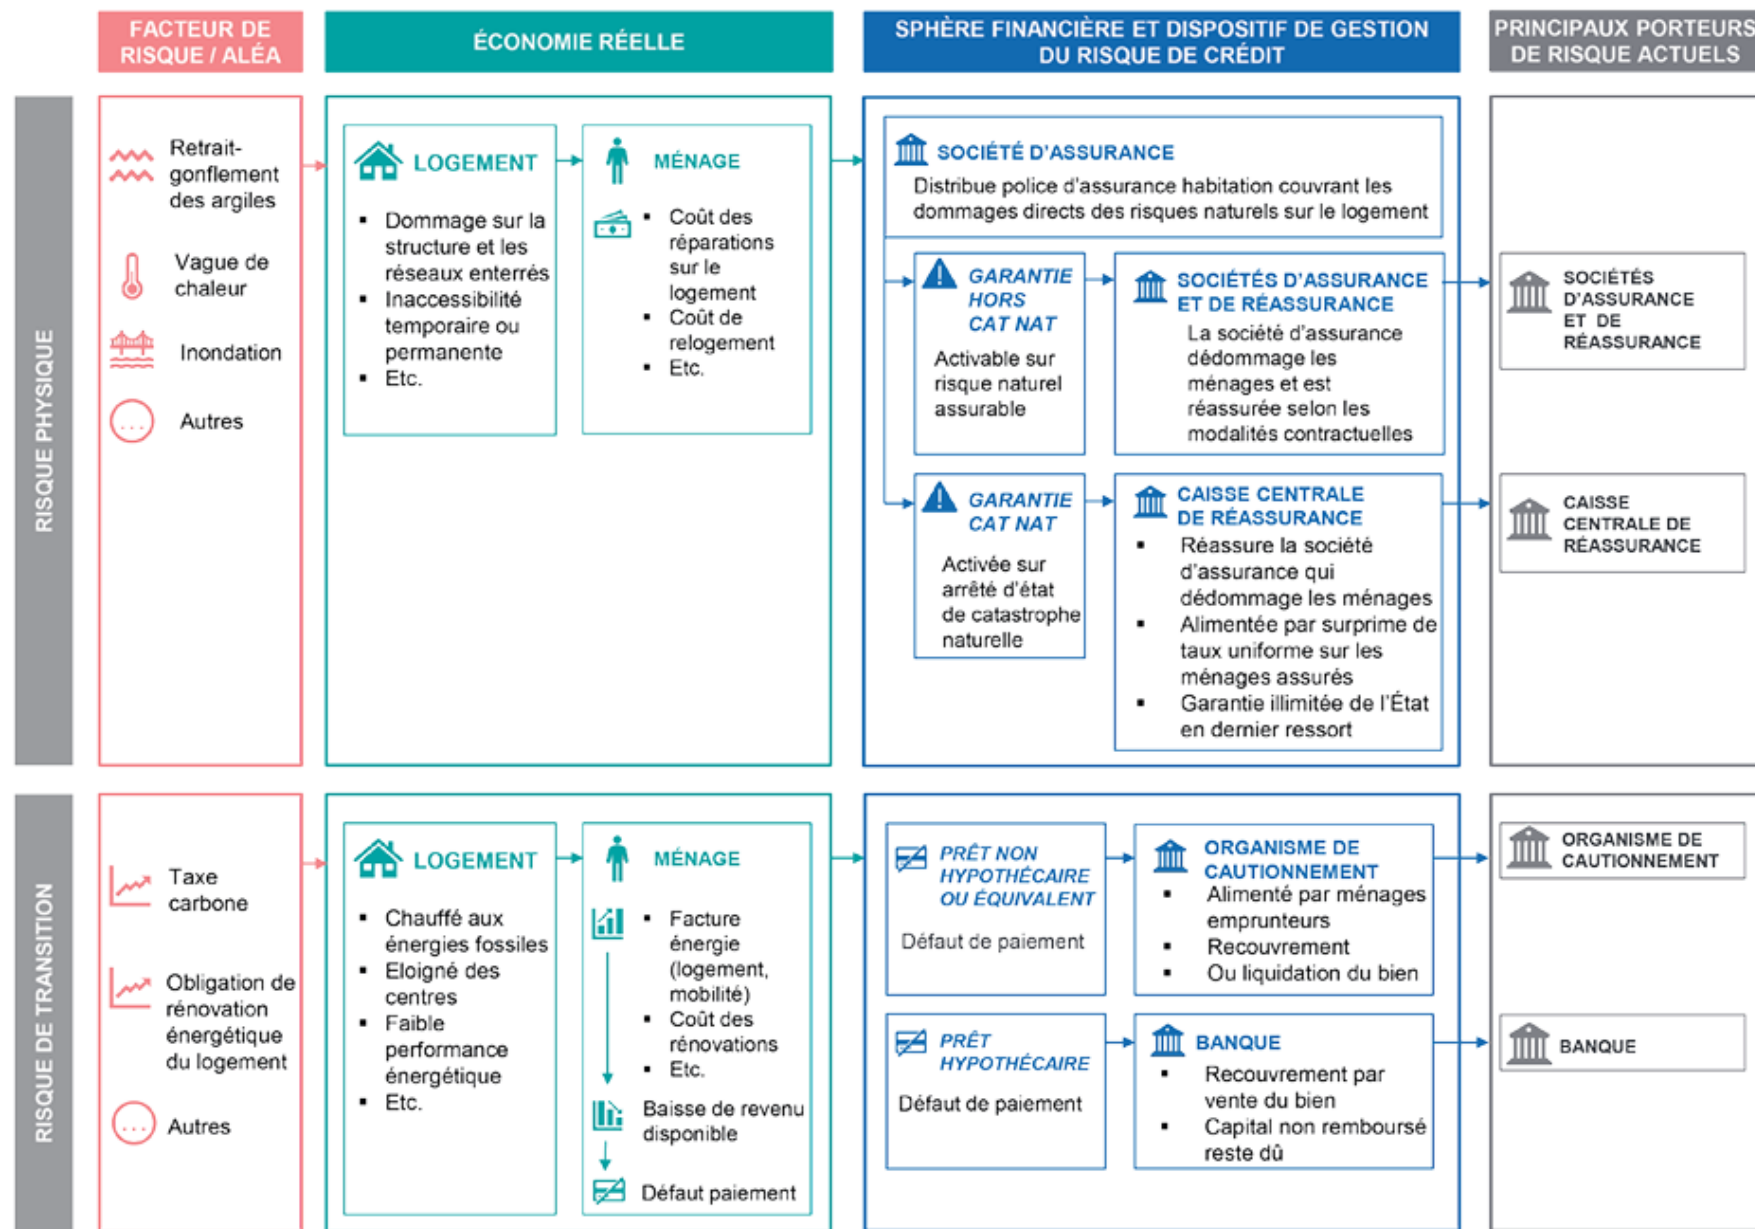 FACTEUR DE
RISQUE / ALÉA
ÉCONOMIE RÉELLE
SPHÈRE FINANCIÈRE ET DISPOSITIF DE GESTION
DU RISQUE DE CRÉDIT
PRINCIPAUX PORTEURS
DE RISQUE ACTUELS
RISQUE PHYSIQUE
Retrait-
gonflement
des argiles
Vague de
chaleur
Inondation
...
Autres
LOGEMENT
▪ Dommage sur la
structure et les
réseaux enterrés
▪ Inaccessibilité
temporaire ou
permanente
▪ Etc.
MÉNAGE
▪ Coût des
réparations
sur le
logement
▪ Coût de
relogement
▪ Etc.
SOCIÉTÉ D'ASSURANCE
Distribue police d'assurance habitation couvrant les
dommages directs des risques naturels sur le logement
GARANTIE
HORS
CAT NAT
Activable sur
risque naturel
assurable
SOCIÉTÉS D'ASSURANCE
ET DE RÉASSURANCE
La société d'assurance
dédommage les
ménages et est
réassurée selon les
modalités contractuelles
SOCIÉTÉS
D'ASSURANCE
ET DE
RÉASSURANCE
GARANTIE
CAT NAT
Activée sur
arrêté d'état
de catastrophe
naturelle
CAISSE CENTRALE
DE RÉASSURANCE
▪ Réassure la société
d'assurance qui
dédommage les ménages
▪ Alimentée par surprime de
taux uniforme sur les
ménages assurés
▪ Garantie illimitée de l'État
en dernier ressort
CAISSE
CENTRALE DE
RÉASSURANCE
RISQUE DE TRANSITION
Taxe
carbone
Obligation de
rénovation
énergétique
du logement
...
Autres
LOGEMENT
▪ Chauffé aux
énergies fossiles
▪ Eloigné des
centres
▪ Faible
performance
énergétique
▪ Etc.
MÉNAGE
▪ Facture
énergie
(logement,
mobilité)
▪ Coût des
rénovations
▪ Etc.
Baisse de revenu
disponible
Défaut paiement
PRÊT NON
HYPOTHÉCAIRE
OU ÉQUIVALENT
Défaut de paiement
ORGANISME DE
CAUTIONNEMENT
▪ Alimenté par ménages
emprunteurs
▪ Recouvrement
▪ Ou liquidation du bien
ORGANISME DE
CAUTIONNEMENT
PRÊT
HYPOTHÉCAIRE
Défaut de paiement
BANQUE
▪ Recouvrement par
vente du bien
▪ Capital non remboursé
reste dû
BANQUE